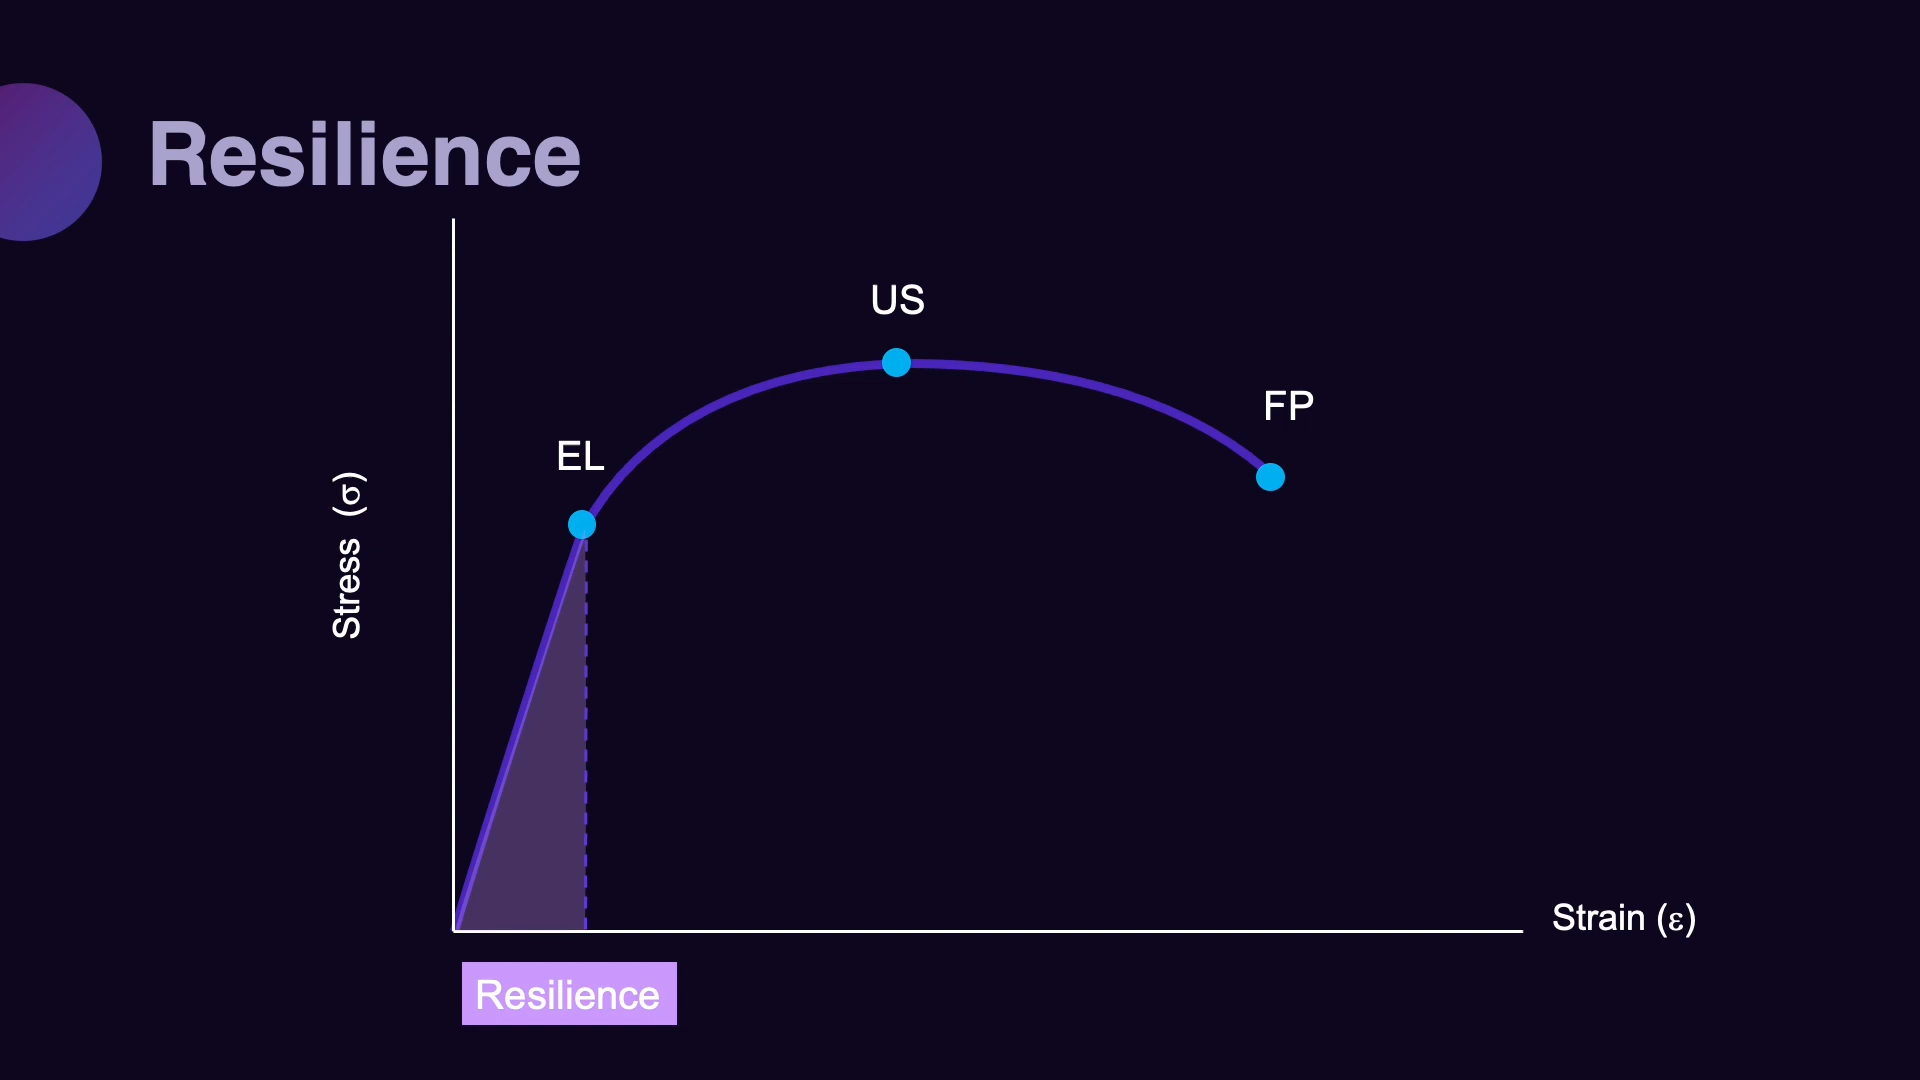 Resilience
US
FP
EL
Stress (σ)
Strain (ε)
Resilience